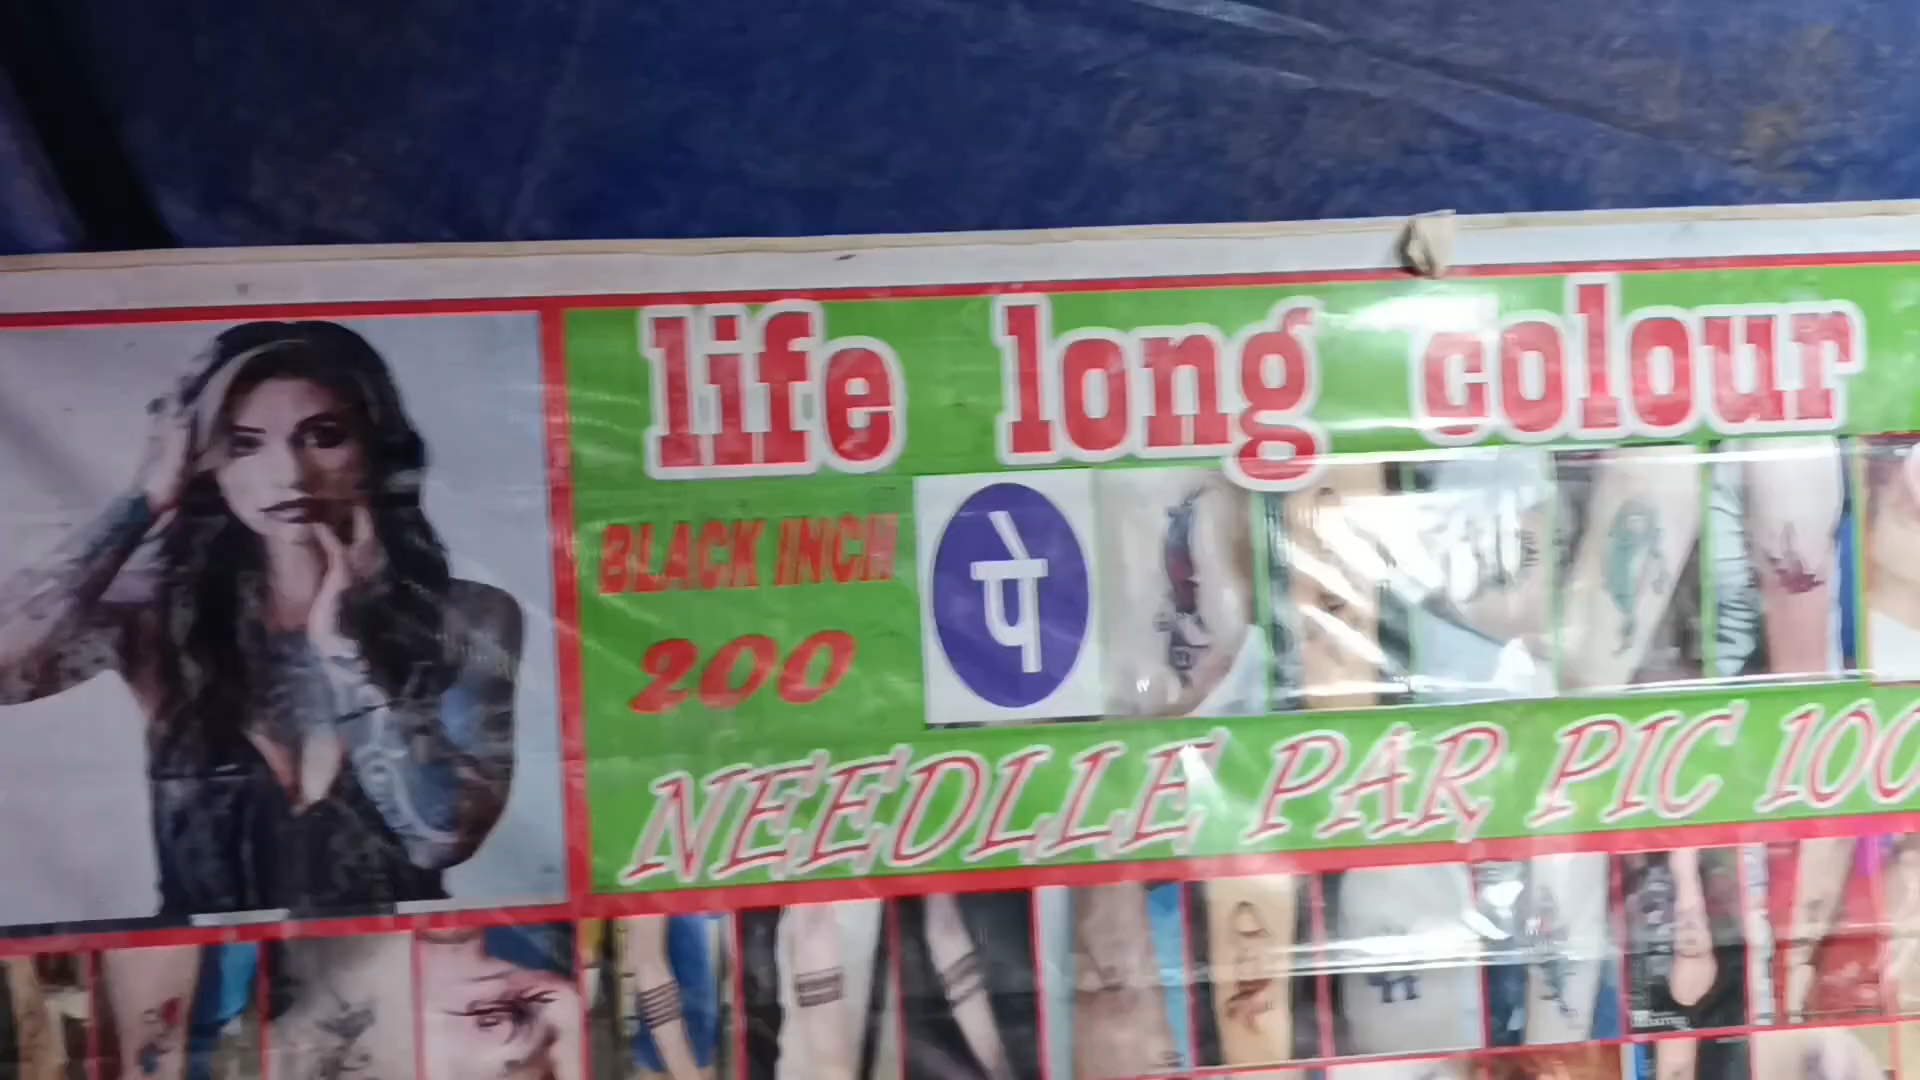 life long colour
BLACK INCH
200
पे
NEEDLLE PAR PIC 100